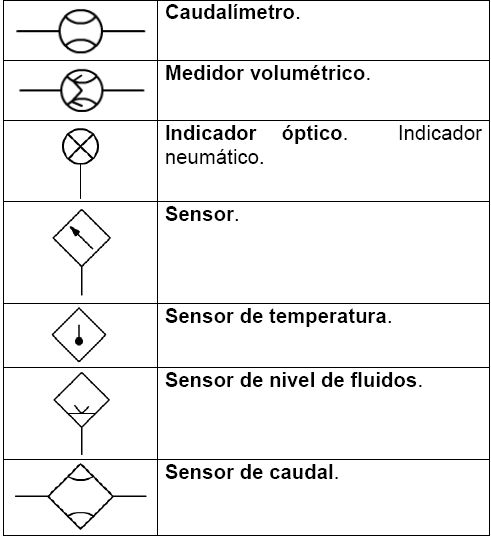 Caudalímetro.
Medidor volumétrico.
Indicador óptico. Indicador
neumático.
Sensor.
Sensor de temperatura.
Sensor de nivel de fluidos.
Sensor de caudal.